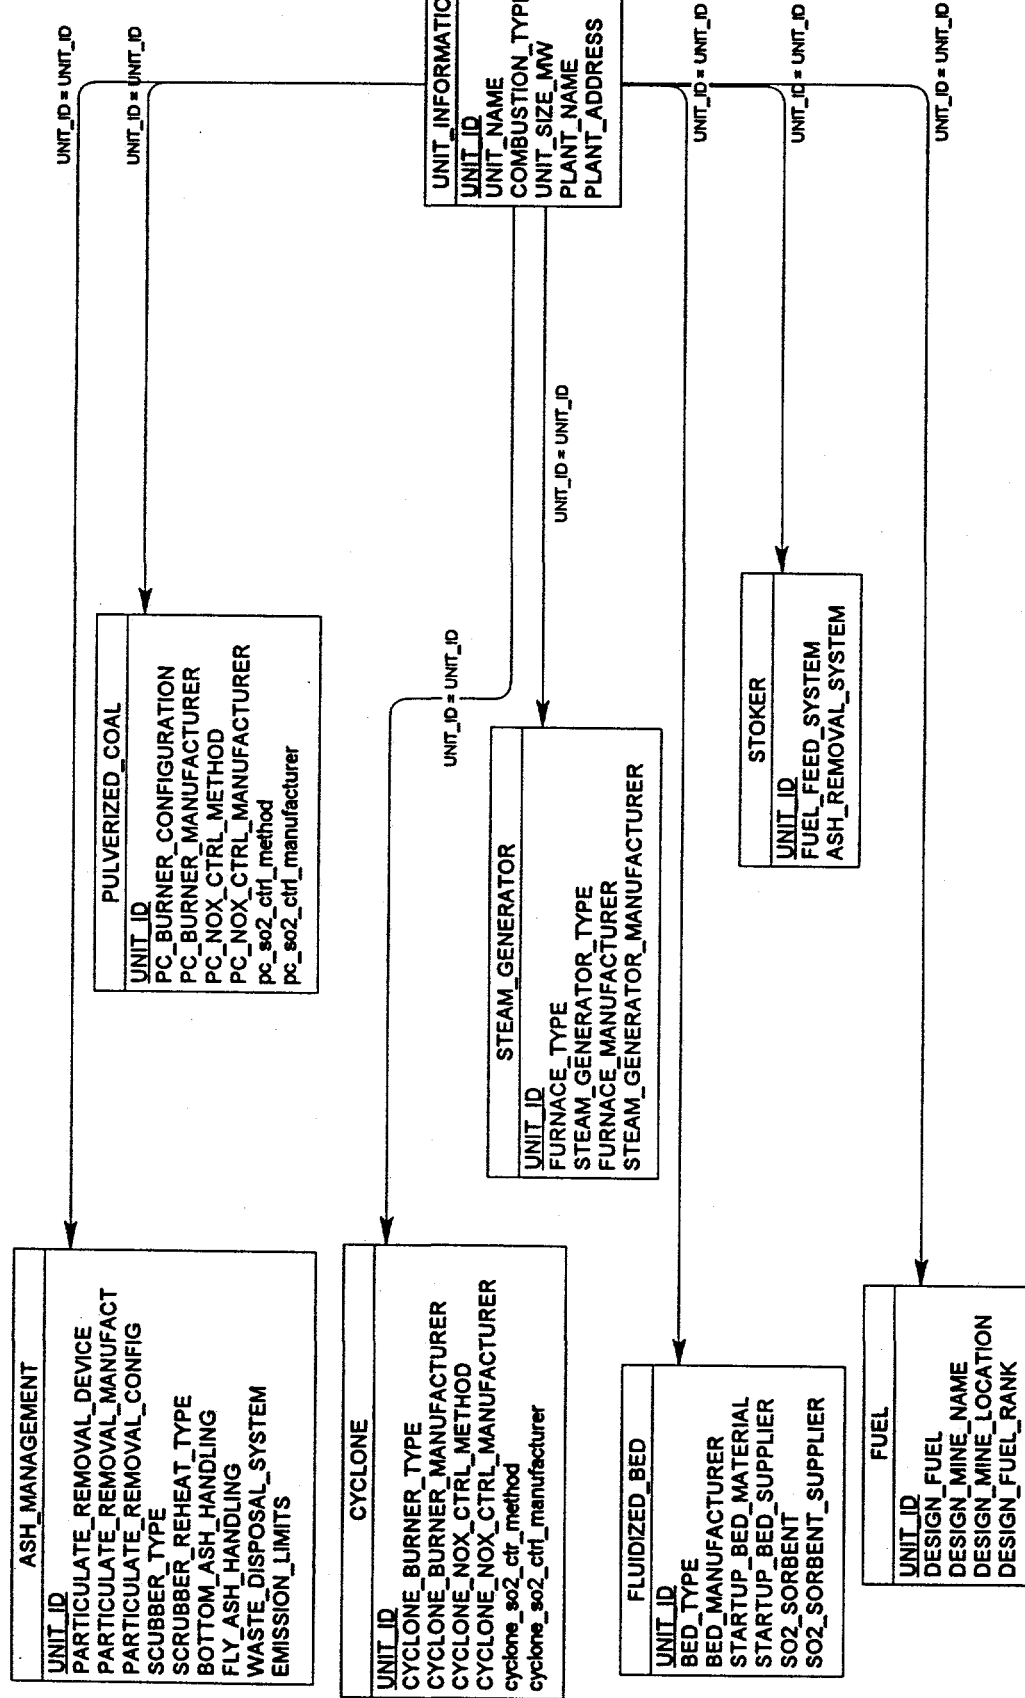 ASH_MANAGEMENT
UNIT_ID
PARTICULATE_REMOVAL_DEVICE
PARTICULATE_REMOVAL_MANUFACT
PARTICULATE_REMOVAL_CONFIG
SCUBBER_TYPE
SCRUBBER_REHEAT_TYPE
BOTTOM_ASH_HANDLING
FLY_ASH_HANDLING
WASTE_DISPOSAL_SYSTEM
EMISSION_LIMITS
CYCLONE
UNIT_ID
CYCLONE_BURNER_TYPE
CYCLONE_BURNER_MANUFACTURER
CYCLONE_NOX_CTRL_METHOD
CYCLONE_NOX_CTRL_MANUFACTURER
cyclone_so2_ctr_method
cyclone_so2_ctrl_manufacturer
FLUIDIZED_BED
UNIT_ID
BED_TYPE
BED_MANUFACTURER
STARTUP_BED_MATERIAL
STARTUP_BED_SUPPLIER
SO2_SORBENT
SO2_SORBENT_SUPPLIER
FUEL
UNIT_ID
DESIGN_FUEL
DESIGN_MINE_NAME
DESIGN_MINE_LOCATION
DESIGN_FUEL_RANK
PULVERIZED_COAL
UNIT_ID
PC_BURNER_CONFIGURATION
PC_BURNER_MANUFACTURER
PC_NOX_CTRL_METHOD
PC_NOX_CTRL_MANUFACTURER
pc_so2_ctrl_method
pc_so2_ctrl_manufacturer
STEAM_GENERATOR
UNIT_ID
FURNACE_TYPE
STEAM_GENERATOR_TYPE
FURNACE_MANUFACTURER
STEAM_GENERATOR_MANUFACTURER
STOKER
UNIT_ID
FUEL_FEED_SYSTEM
ASH_REMOVAL_SYSTEM
UNIT_ID = UNIT_ID
UNIT_ID = UNIT_ID
UNIT_ID = UNIT_ID
UNIT_ID = UNIT_ID
UNIT_INFORMATIO
UNIT_ID
UNIT_NAME
COMBUSTION_TYPE
UNIT_SIZE_MW
PLANT_NAME
PLANT_ADDRESS
UNIT_ID = UNIT_ID
UNIT_ID = UNIT_ID
UNIT_ID = UNIT_ID